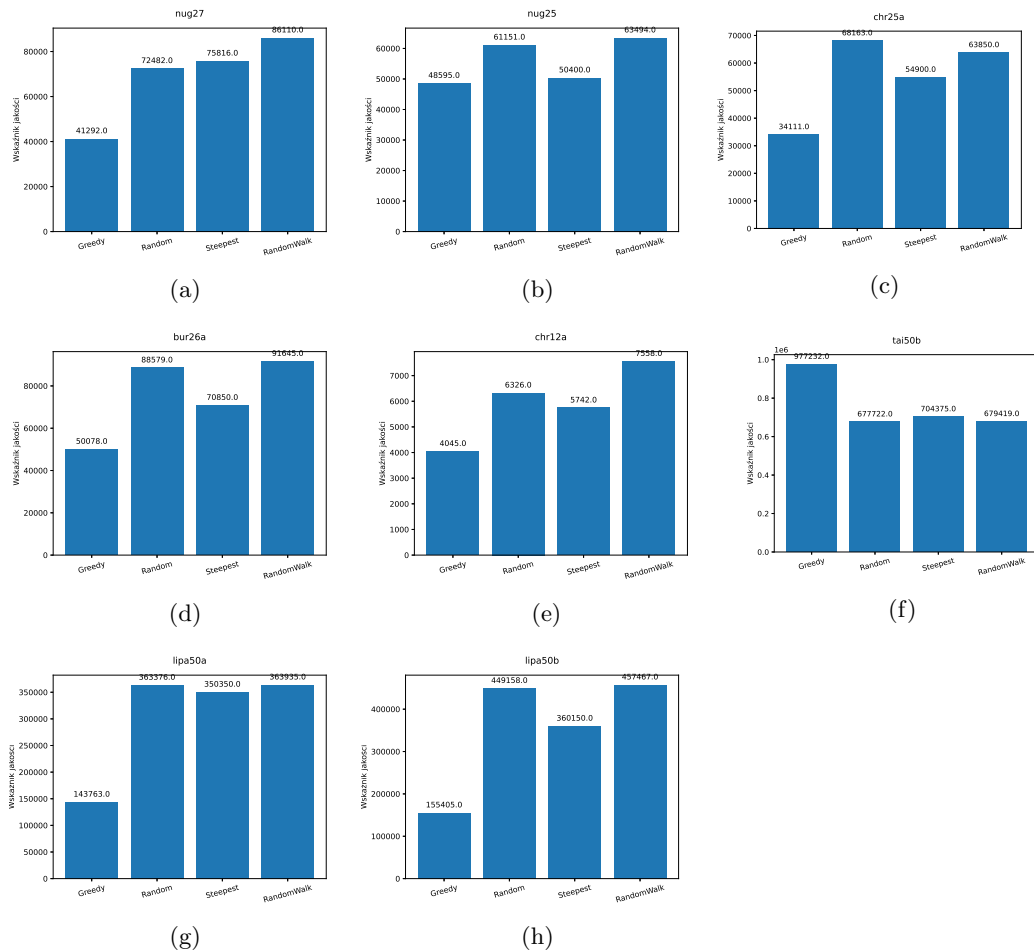 nug27
Wskaźnik jakości
80000
60000
40000
20000
0
41292.0
72482.0
75816.0
86110.0
Greedy
Random
Steepest
RandomWalk
(a)
nug25
Wskaźnik jakości
60000
50000
40000
30000
20000
10000
0
48595.0
61151.0
50400.0
63494.0
Greedy
Random
Steepest
RandomWalk
(b)
chr25a
Wskaźnik jakości
70000
60000
50000
40000
30000
20000
10000
0
34111.0
68163.0
54900.0
63850.0
Greedy
Random
Steepest
RandomWalk
(c)
bur26a
Wskaźnik jakości
80000
60000
40000
20000
0
50078.0
88579.0
70850.0
91645.0
Greedy
Random
Steepest
RandomWalk
(d)
chr12a
Wskaźnik jakości
7000
6000
5000
4000
3000
2000
1000
0
4045.0
6326.0
5742.0
7558.0
Greedy
Random
Steepest
RandomWalk
(e)
tai50b
1e6
Wskaźnik jakości
1.0
0.8
0.6
0.4
0.2
0.0
977232.0
677722.0
704375.0
679419.0
Greedy
Random
Steepest
RandomWalk
(f)
lipa50a
Wskaźnik jakości
350000
300000
250000
200000
150000
100000
50000
0
143763.0
363376.0
350350.0
363935.0
Greedy
Random
Steepest
RandomWalk
(g)
lipa50b
Wskaźnik jakości
400000
300000
200000
100000
0
155405.0
449158.0
360150.0
457467.0
Greedy
Random
Steepest
RandomWalk
(h)